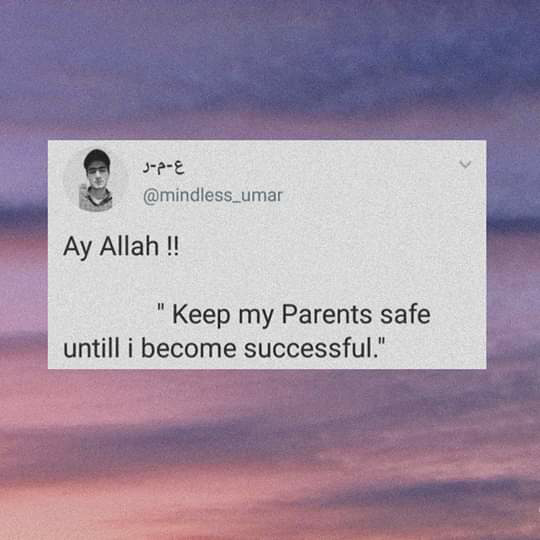 ع-م-ر
@mindless_umar
Ay Allah !!
" Keep my Parents safe
untill i become successful."